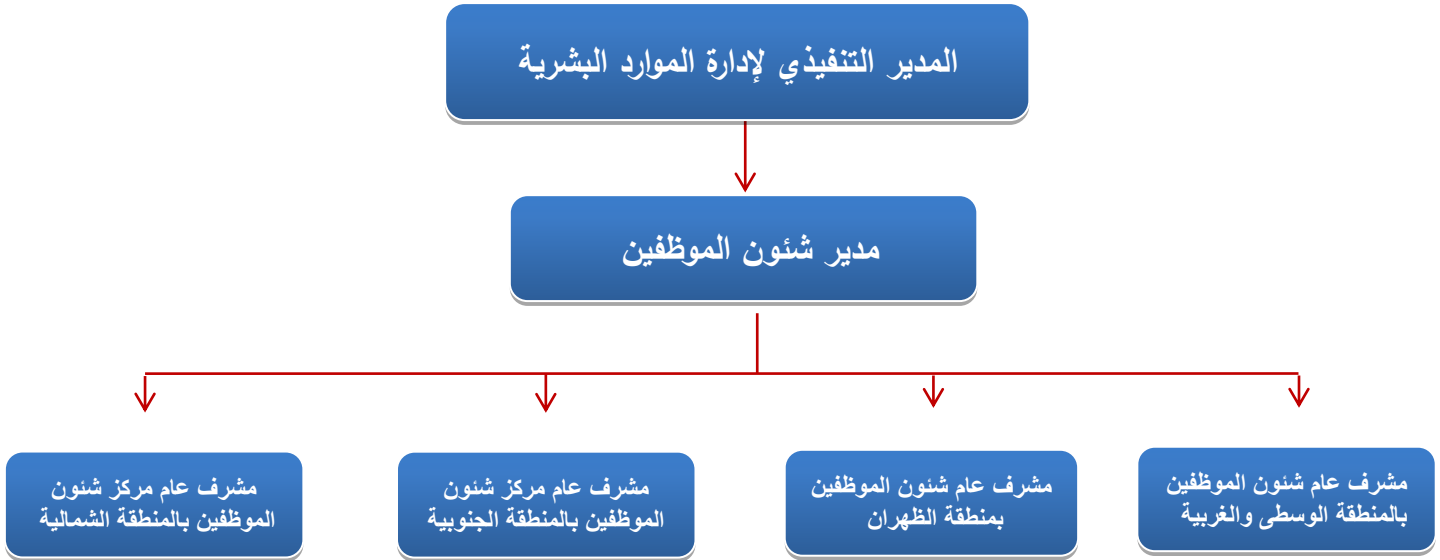 المدير التنفيذي لإدارة الموارد البشرية
مدير شئون الموظفين
مشرف عام شئون الموظفين
بالمنطقة الوسطى والغربية
مشرف عام شئون الموظفين
بمنطقة الظهران
مشرف عام مركز شئون
الموظفين بالمنطقة الجنوبية
مشرف عام مركز شئون
الموظفين بالمنطقة الشمالية